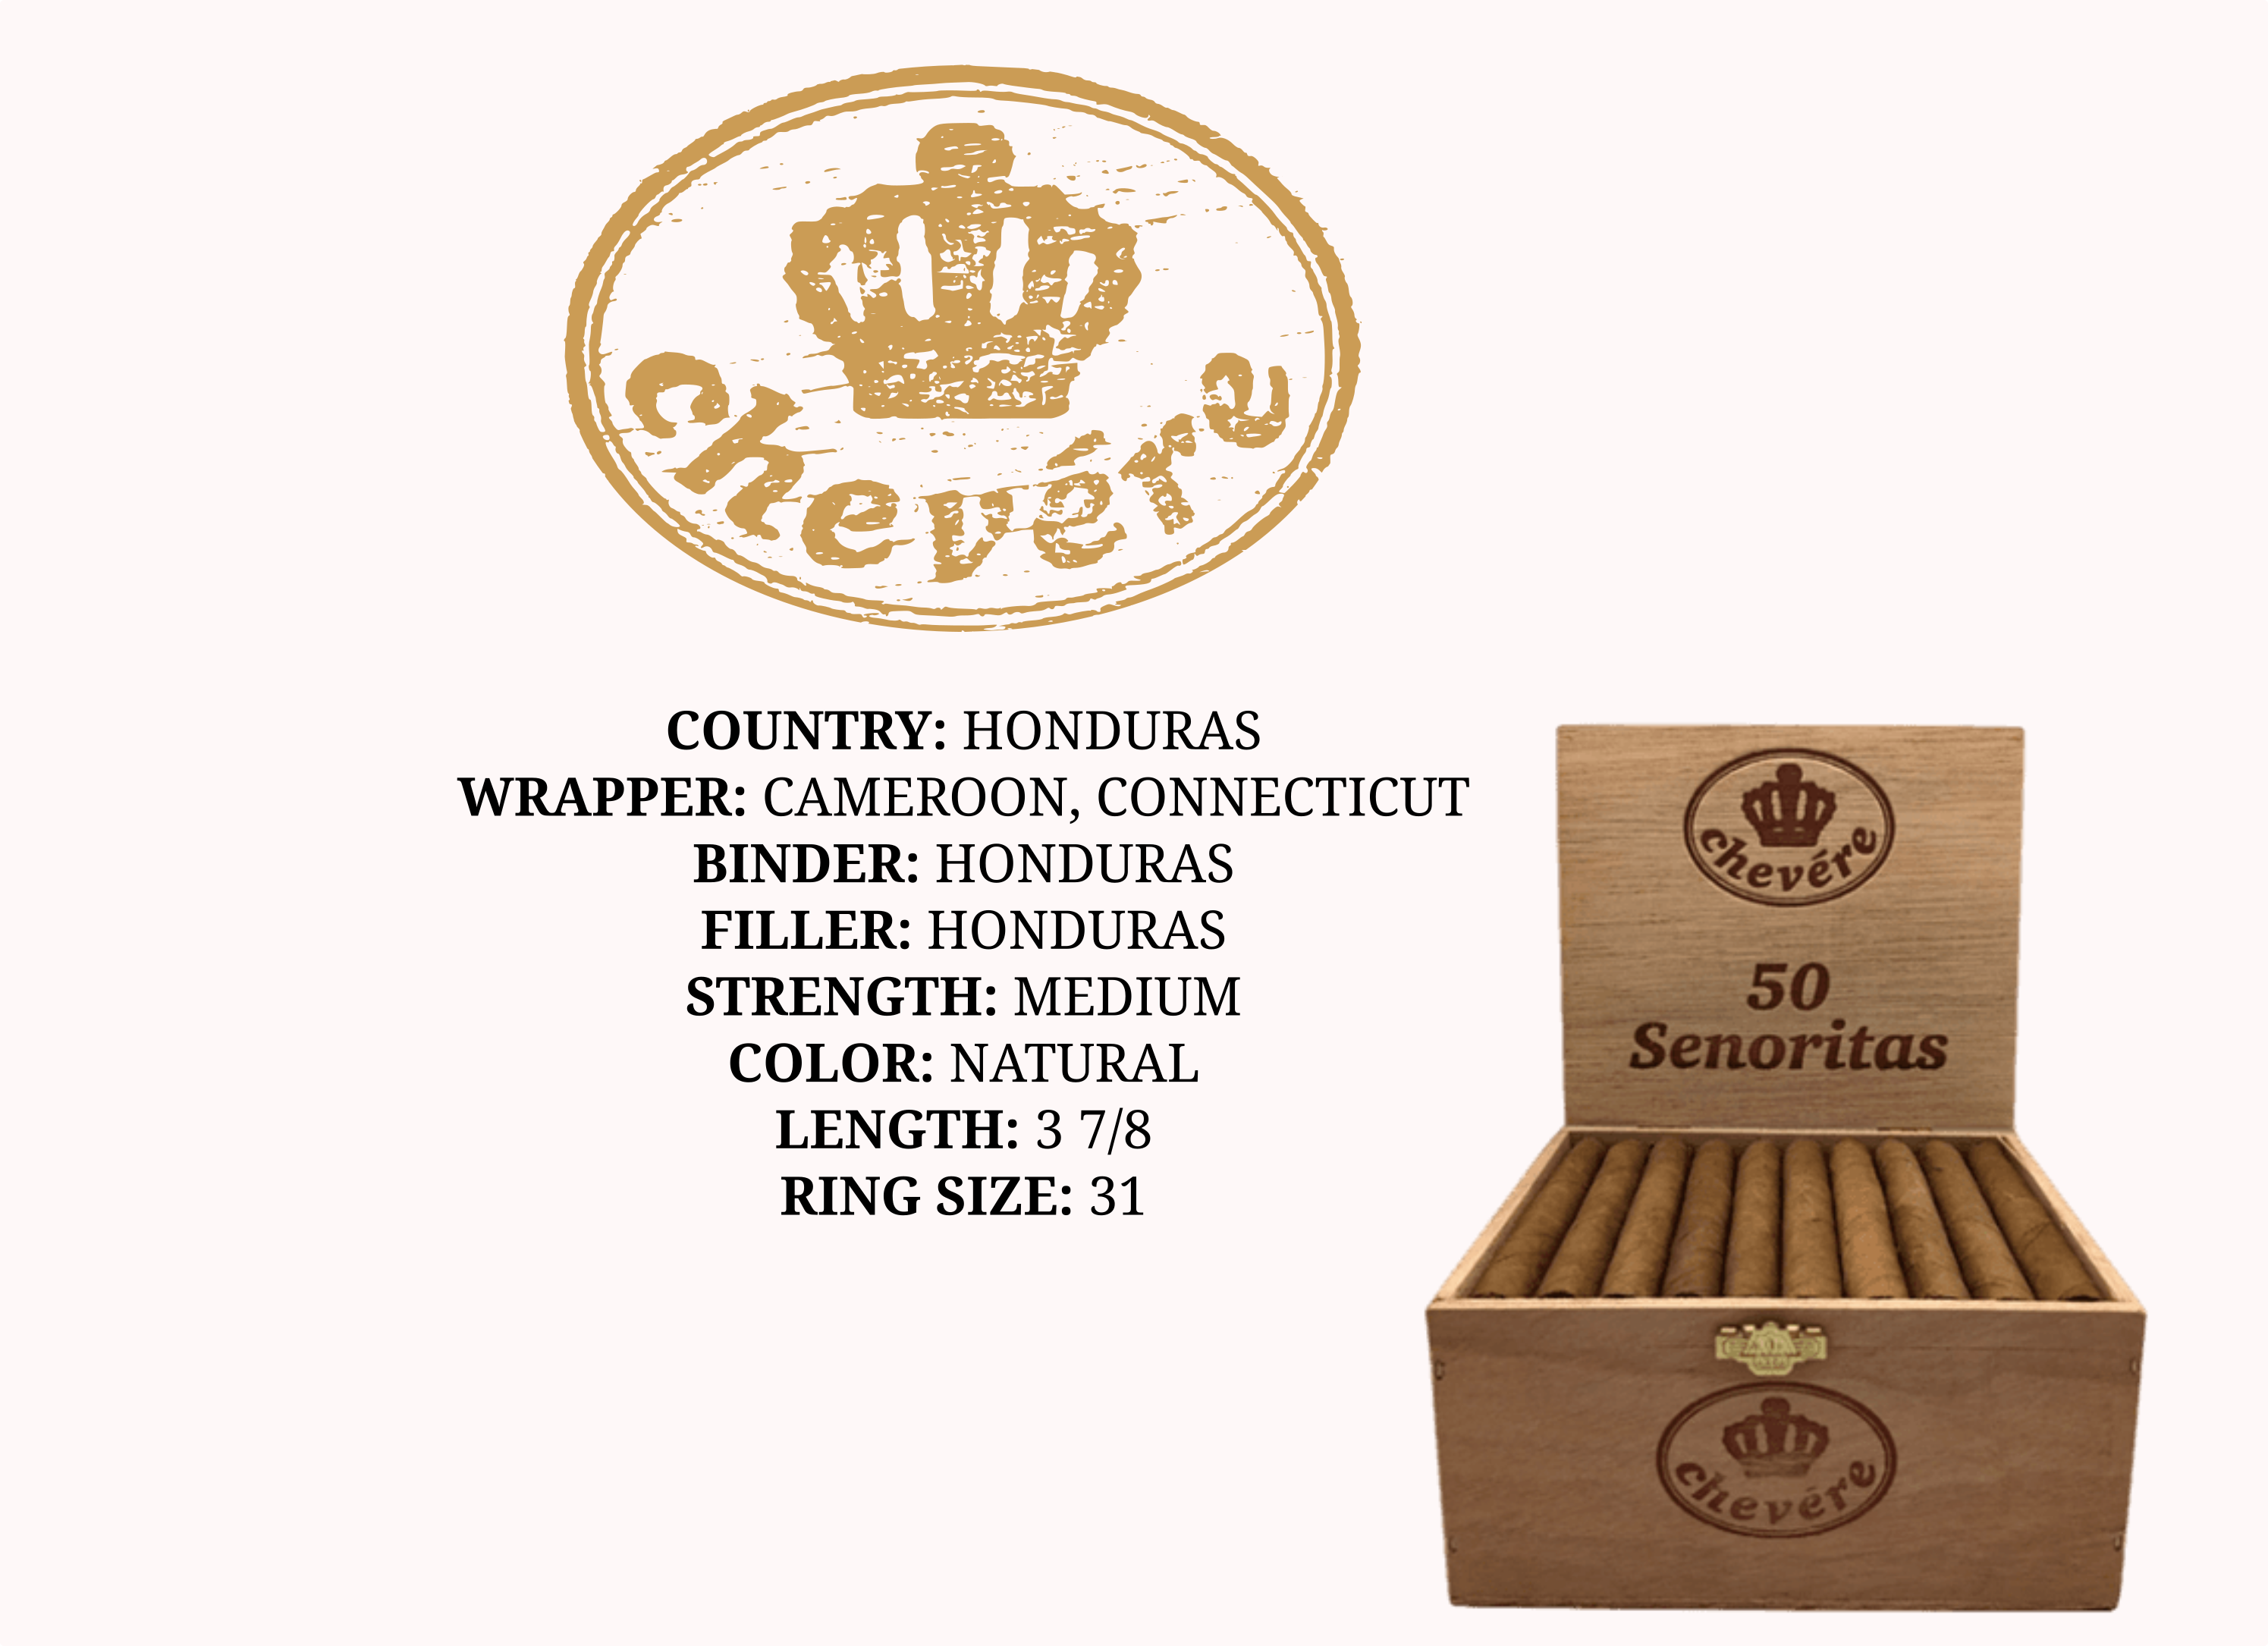 chevére
COUNTRY: HONDURAS
WRAPPER: CAMEROON, CONNECTICUT
BINDER: HONDURAS
FILLER: HONDURAS
STRENGTH: MEDIUM
COLOR: NATURAL
LENGTH: 3 7/8
RING SIZE: 31
chevére
50
Senoritas
chevére